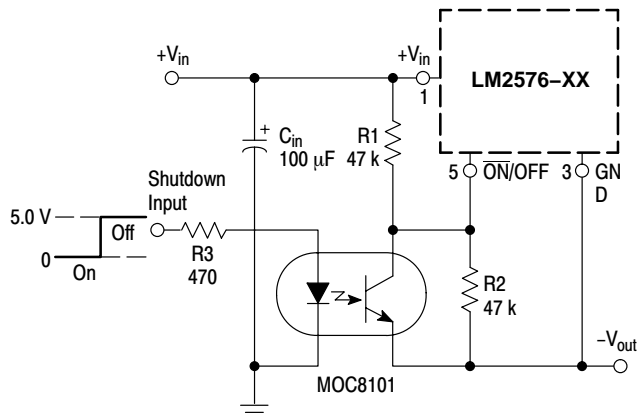 +Vin
+Vin
1
LM2576–XX
+
Cin
100 µF
R1
47 k
5
ON/OFF
3
GN
D
Shutdown
Input
5.0 V
Off
0
On
R3
470
R2
47 k
–Vout
MOC8101